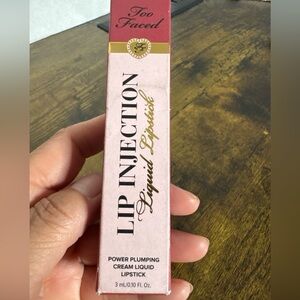 Too
Faced
LIP INJECTION
Liquid Lipstick
POWER PLUMPING
CREAM LIQUID
LIPSTICK
3 mL/0.10 Fl. Oz.